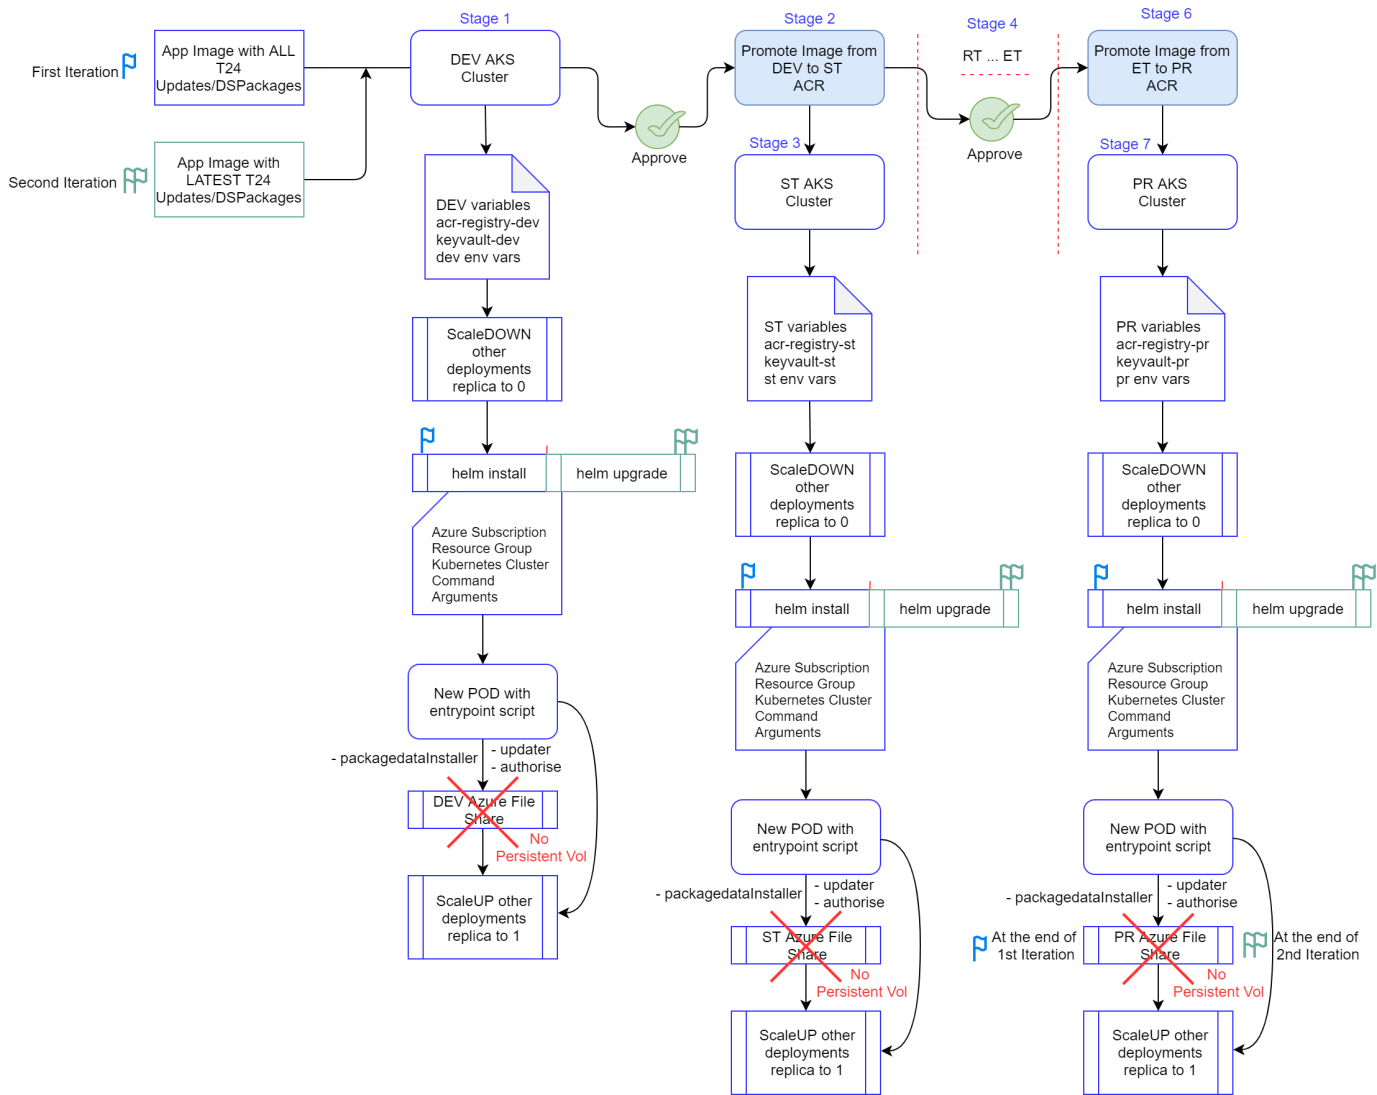 Stage 1
Stage 2
Stage 4
Stage 6
First Iteration
App Image with ALL
T24
Updates/DSPackages
DEV AKS
Cluster
Promote Image from
DEV to ST
ACR
RT ... ET
Promote Image from
ET to PR
ACR
Approve
Approve
Second Iteration
App Image with
LATEST T24
Updates/DSPackages
Stage 3
Stage 7
ST AKS
Cluster
PR AKS
Cluster
DEV variables
acr-registry-dev
keyvault-dev
dev env vars
ScaleDOWN
other
deployments
replica to 0
helm install
helm upgrade
Azure Subscription
Resource Group
Kubernetes Cluster
Command
Arguments
New POD with
entrypoint script
- packagedataInstaller
- updater
- authorise
DEV Azure File
Share
No
Persistent Vol
ScaleUP other
deployments
replica to 1
ST variables
acr-registry-st
keyvault-st
st env vars
ScaleDOWN
other
deployments
replica to 0
helm install
helm upgrade
Azure Subscription
Resource Group
Kubernetes Cluster
Command
Arguments
New POD with
entrypoint script
- packagedataInstaller
- updater
- authorise
ST Azure File
Share
No
Persistent Vol
ScaleUP other
deployments
replica to 1
PR variables
acr-registry-pr
keyvault-pr
pr env vars
ScaleDOWN
other
deployments
replica to 0
helm install
helm upgrade
Azure Subscription
Resource Group
Kubernetes Cluster
Command
Arguments
New POD with
entrypoint script
- packagedataInstaller
- updater
- authorise
At the end of
1st Iteration
PR Azure File
Share
At the end of
2nd Iteration
No
Persistent Vol
ScaleUP other
deployments
replica to 1